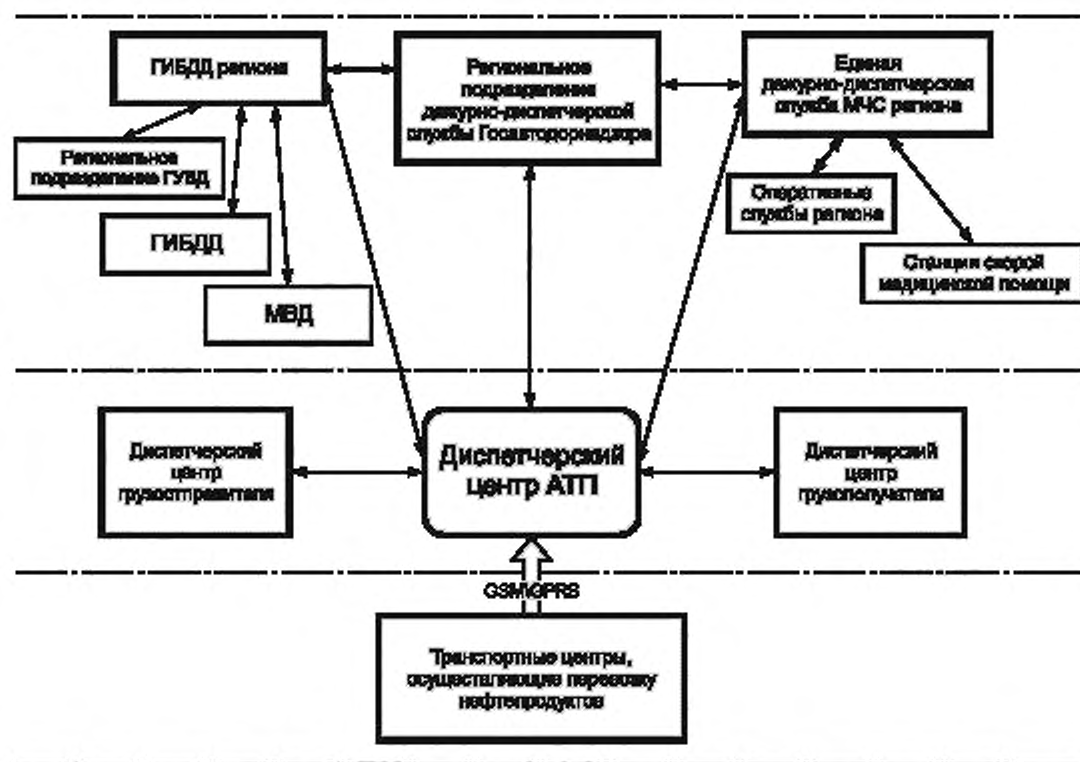 ГИБДД региона
Региональное
подразделение
дежурно-диспетчерской
службы Госавтодорнадзора
Единая
дежурно-диспетчерская
служба МЧС региона
Региональное
подразделение ГУВД
ГИБДД
МВД
Оперативные
службы региона
Станция скорой
медицинской помощи
Диспетчерский
центр
грузоотправителя
Диспетчерский
центр АТП
Диспетчерский
центр
грузополучателя
GSM\GPRS
Транспортные центры,
осуществляющие перевозку
нефтепродуктов